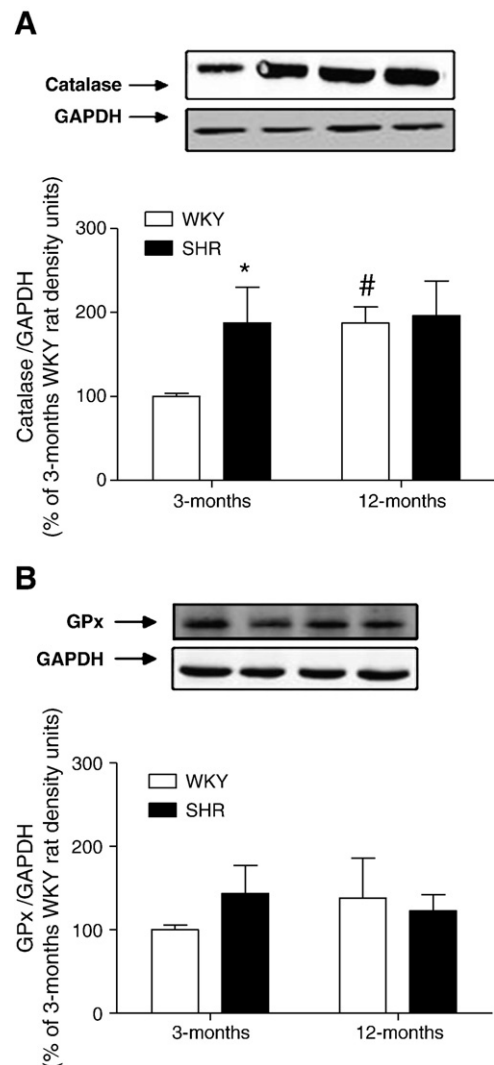 A
Catalase
GAPDH
Catalase /GAPDH
(% of 3-months WKY rat density units)
300
200
100
0
WKY
SHR
*
#
3-months
12-months
B
GPx
GAPDH
GPx /GAPDH
(% of 3-months WKY rat density units)
300
200
100
0
WKY
SHR
3-months
12-months